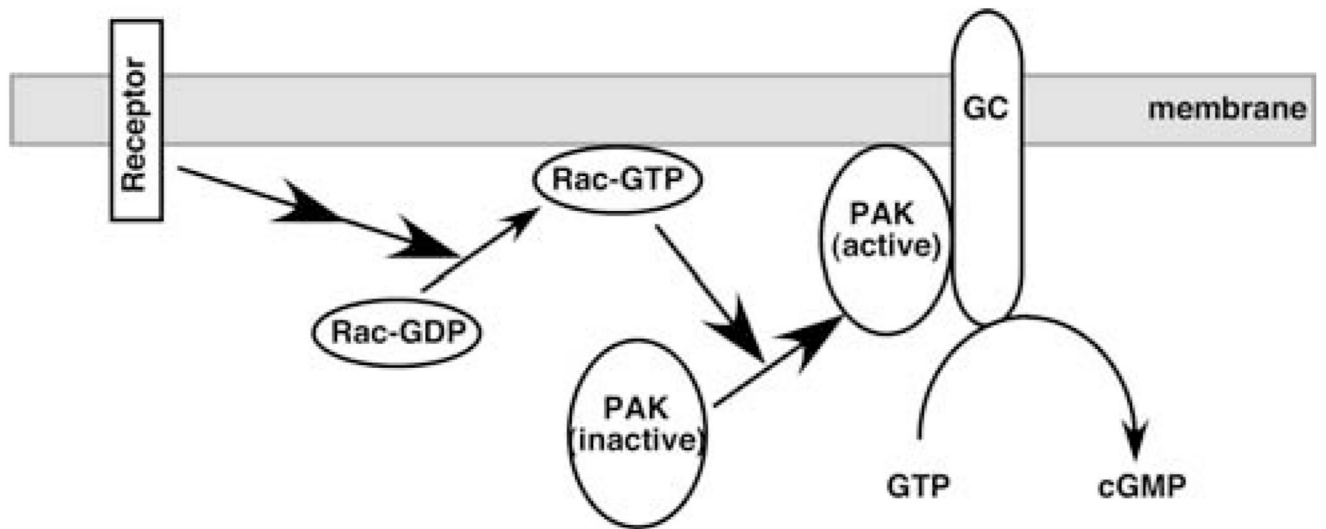 Receptor
GC
membrane
Rac-GTP
PAK
(active)
Rac-GDP
PAK
(inactive)
GTP
cGMP